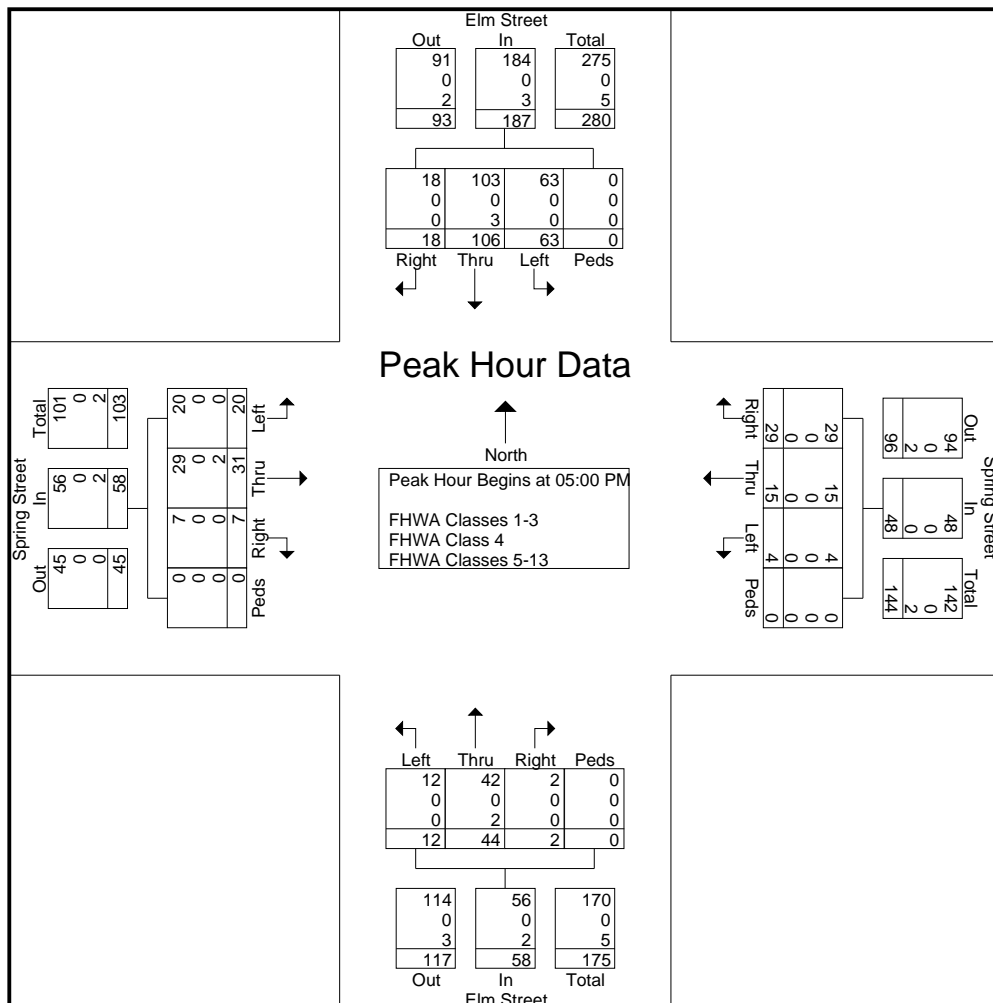 Elm Street
Out In Total
91 184 275
0 0 0
2 3 5
93 187 280
18 103 63 0
0 0 0 0
0 3 0 0
18 106 63 0
Right Thru Left Peds
Peak Hour Data
North
Peak Hour Begins at 05:00 PM
FHWA Classes 1-3
FHWA Class 4
FHWA Classes 5-13
Spring Street
Total In Out
101 56 45
0 0 0
2 2 0
103 58 45
20 29 7 0
0 0 0 0
0 2 0 0
20 31 7 0
Left Thru Right Peds
Right Thru Left Peds
29 15 4 0
0 0 0 0
0 0 0 0
29 15 4 0
96 48 144
2 0 2
0 0 0
94 48 142
Out In Total
Spring Street
Left Thru Right Peds
12 42 2 0
0 0 0 0
0 2 0 0
12 44 2 0
114 56 170
0 0 0
3 2 5
117 58 175
Out In Total
Elm Street